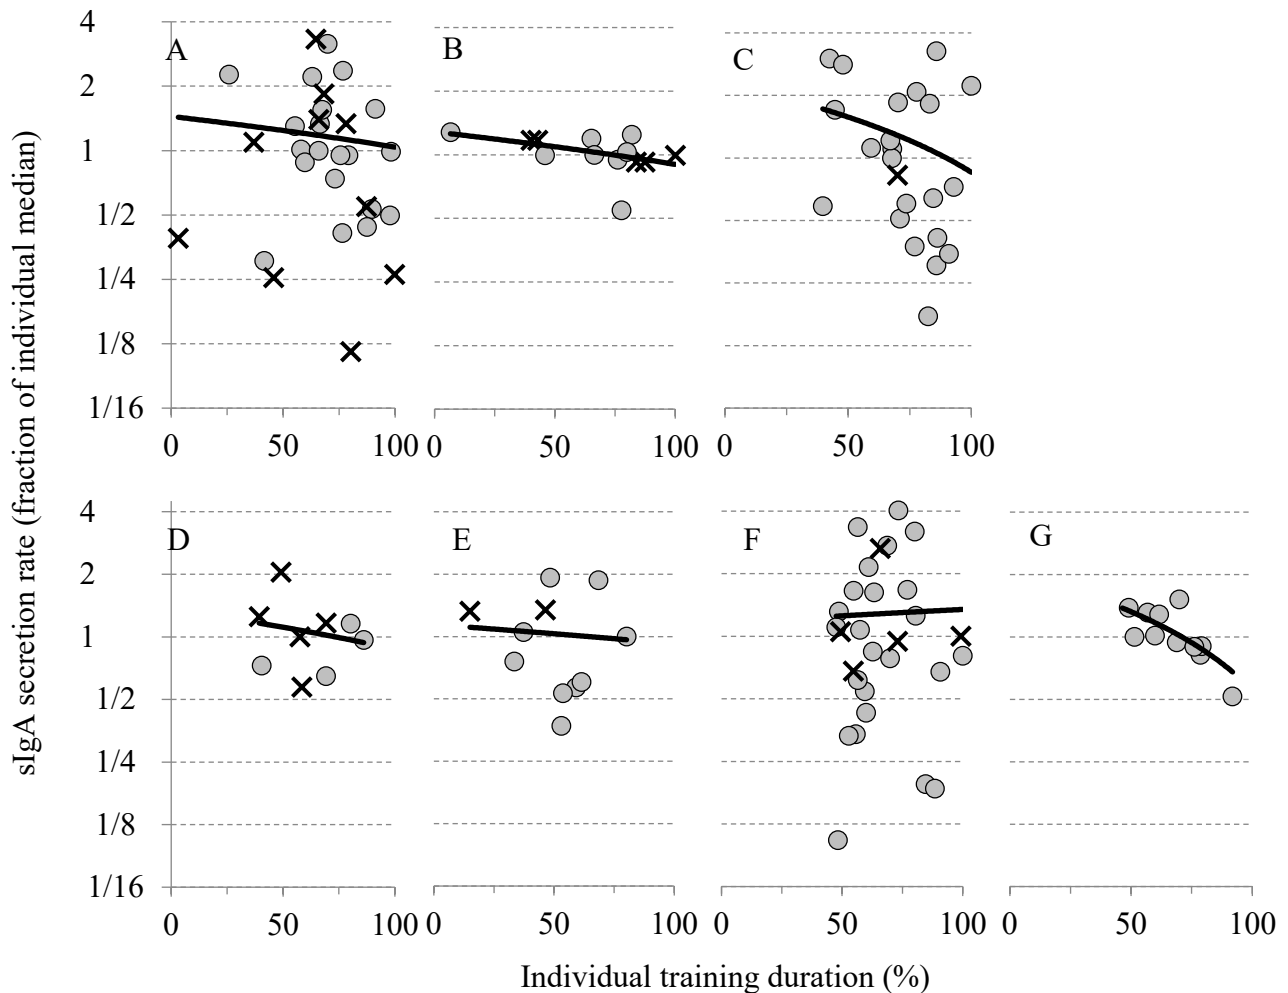 sIgA secretion rate (fraction of individual median)
4
2
1
1/2
1/4
1/8
1/16
A
B
C
0 50 100 0 50 100 0 50 100
4
2
1
1/2
1/4
1/8
1/16
D
E
F
G
0 50 100 0 50 100 50 100 0 50 100
Individual training duration (%)